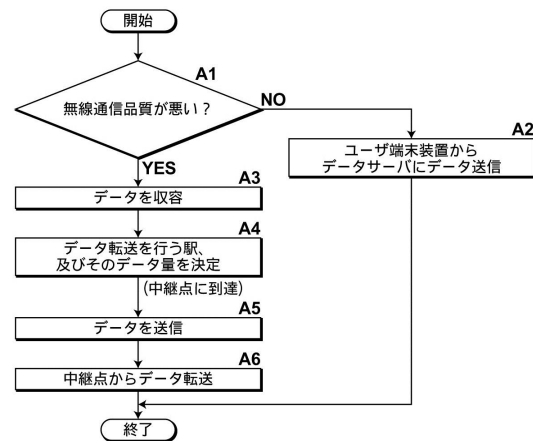 開始
A1
無線通信品質が悪い？
NO
YES
A2
ユーザ端末装置から
データサーバにデータ送信
A3
データを収容
A4
データ転送を行う駅、
及びそのデータ量を決定
(中継点に到達)
A5
データを送信
A6
中継点からデータ転送
終了